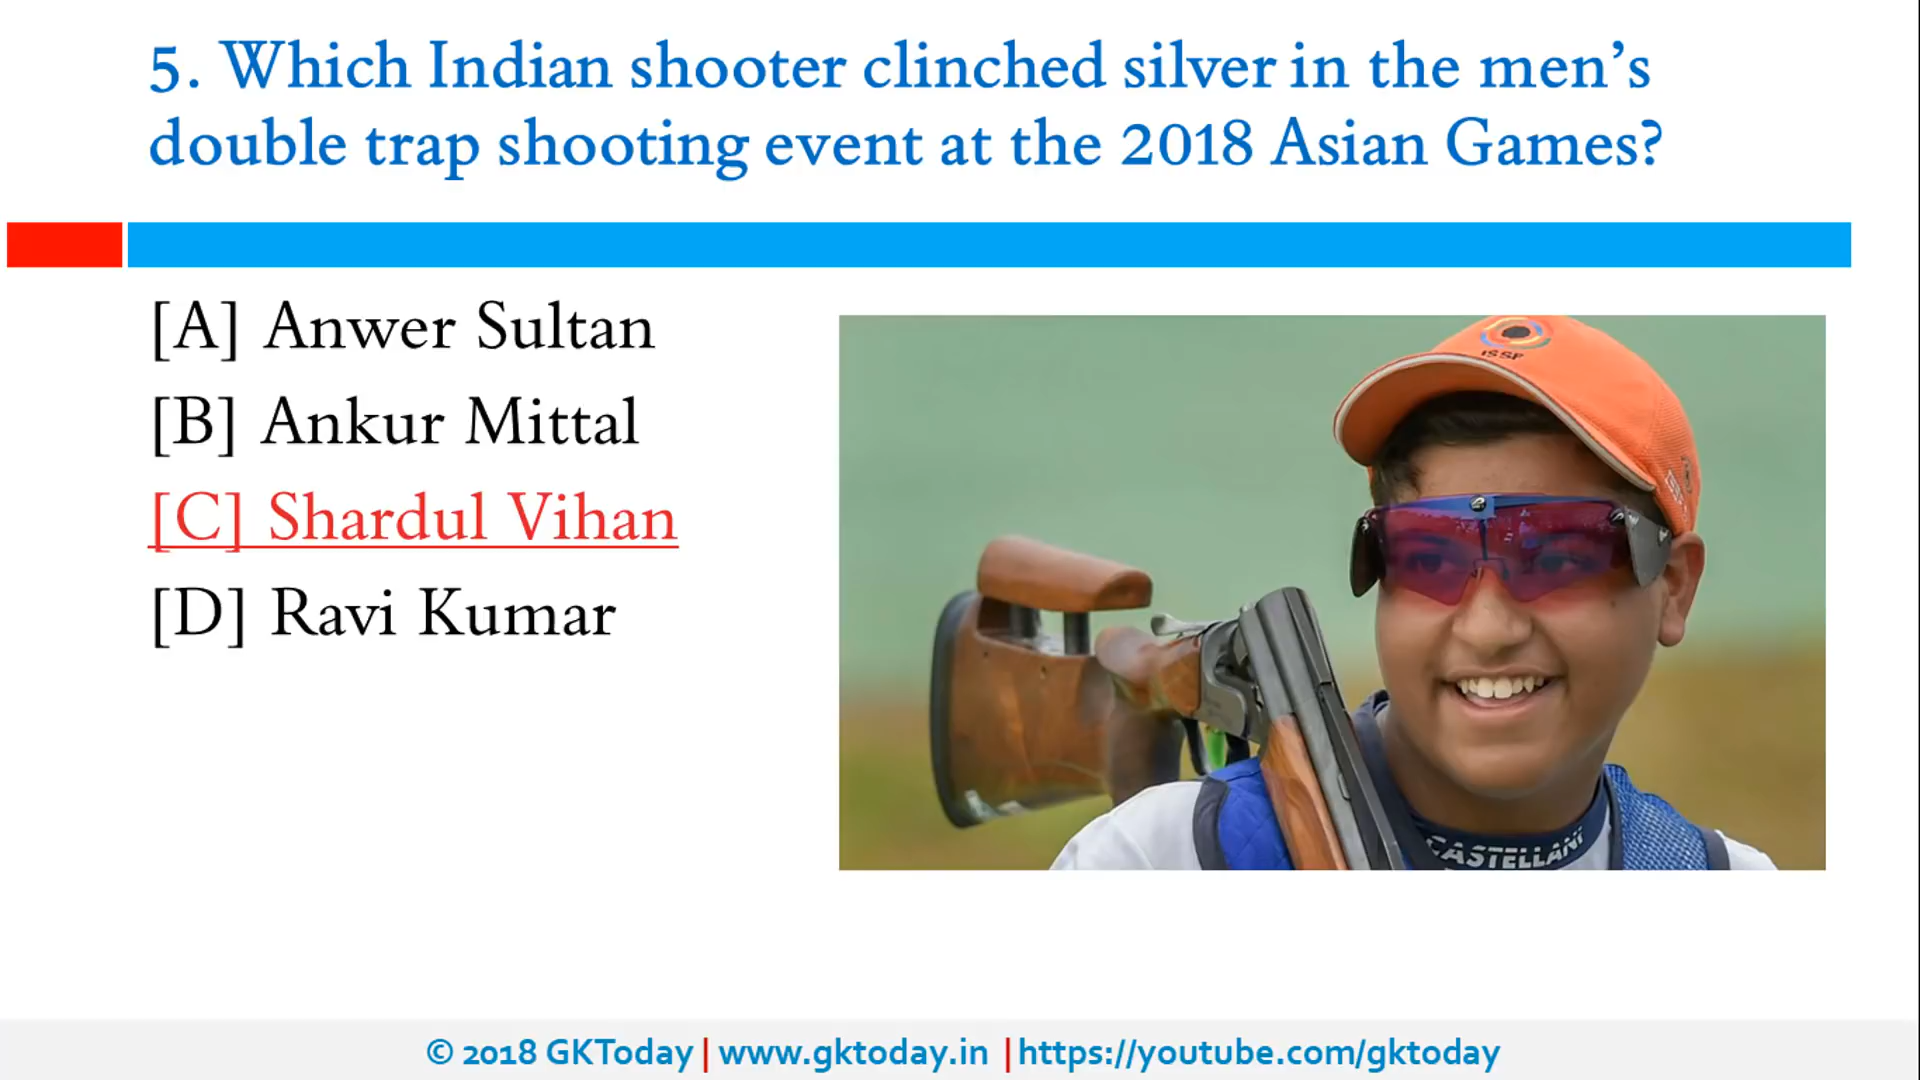 5. Which Indian shooter clinched silver in the men’s
double trap shooting event at the 2018 Asian Games?
[A] Anwer Sultan
[B] Ankur Mittal
[C] Shardul Vihan
[D] Ravi Kumar
ISSF
CASTELLANI
© 2018 GKToday | www.gktoday.in | https://youtube.com/gktoday